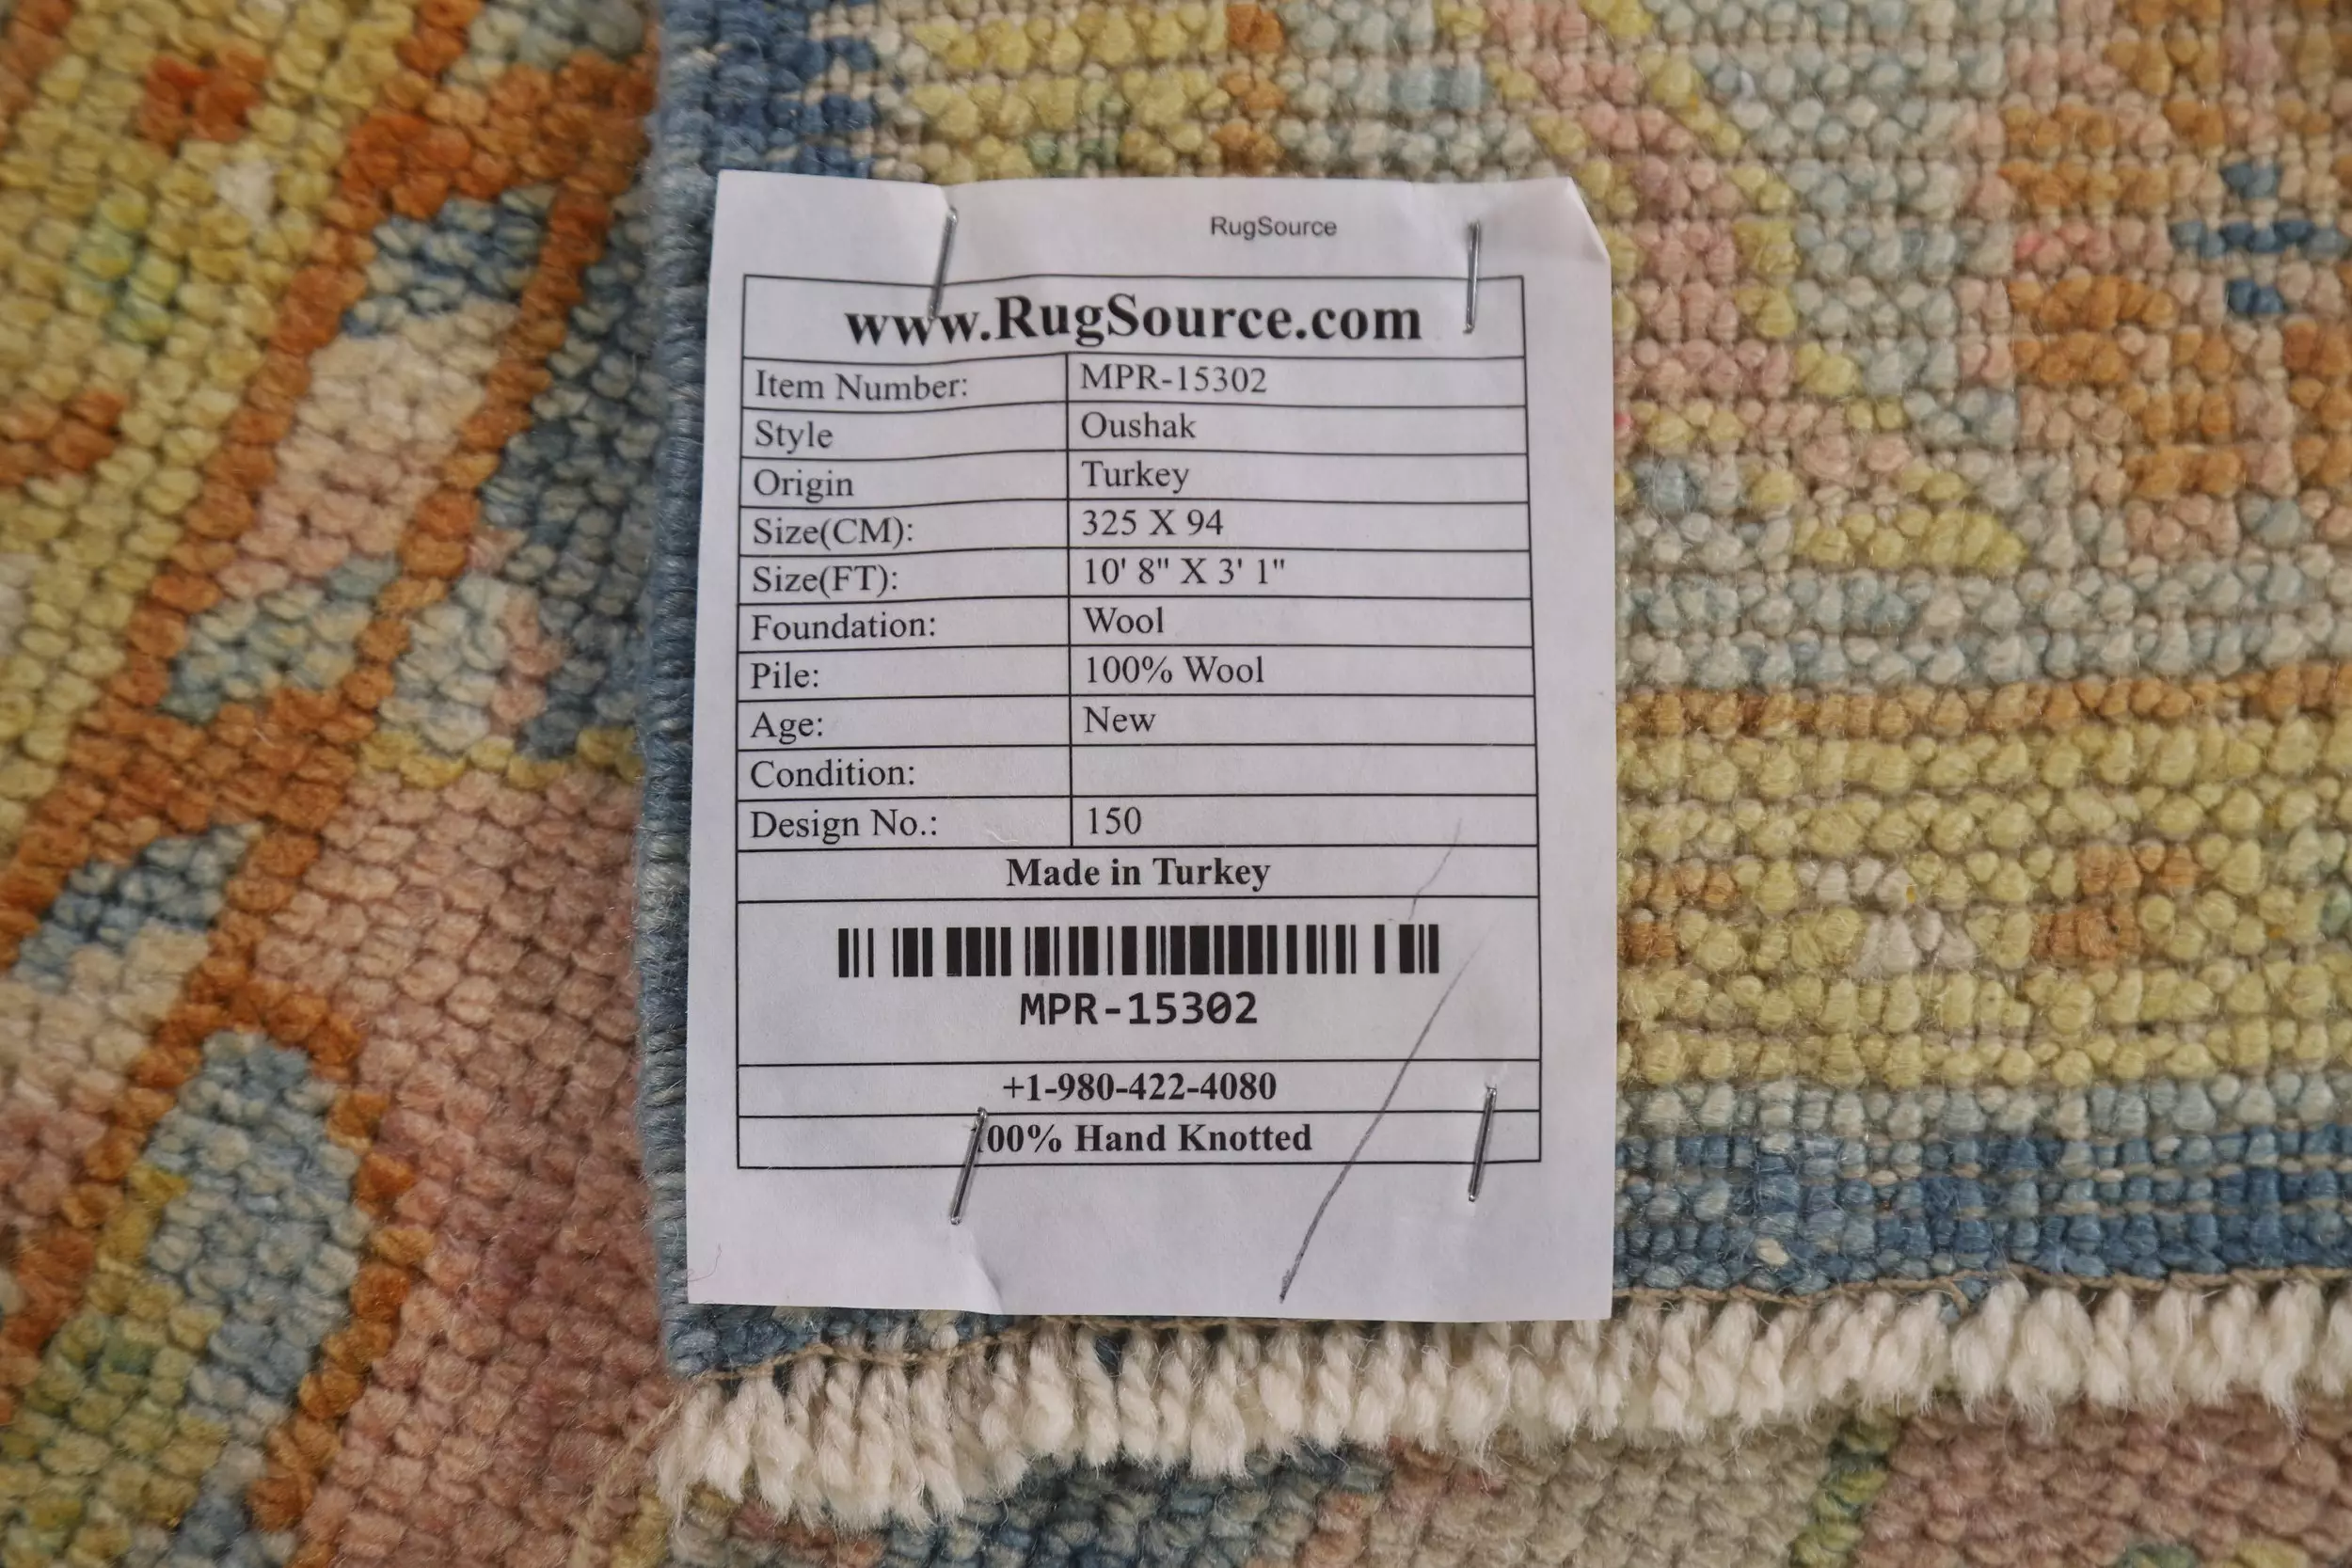 RugSource
www.RugSource.com
Item Number: MPR-15302
Style Oushak
Origin Turkey
Size(CM): 325 X 94
Size(FT): 10' 8" X 3' 1"
Foundation: Wool
Pile: 100% Wool
Age: New
Condition:
Design No.: 150
Made in Turkey
MPR-15302
+1-980-422-4080
100% Hand Knotted